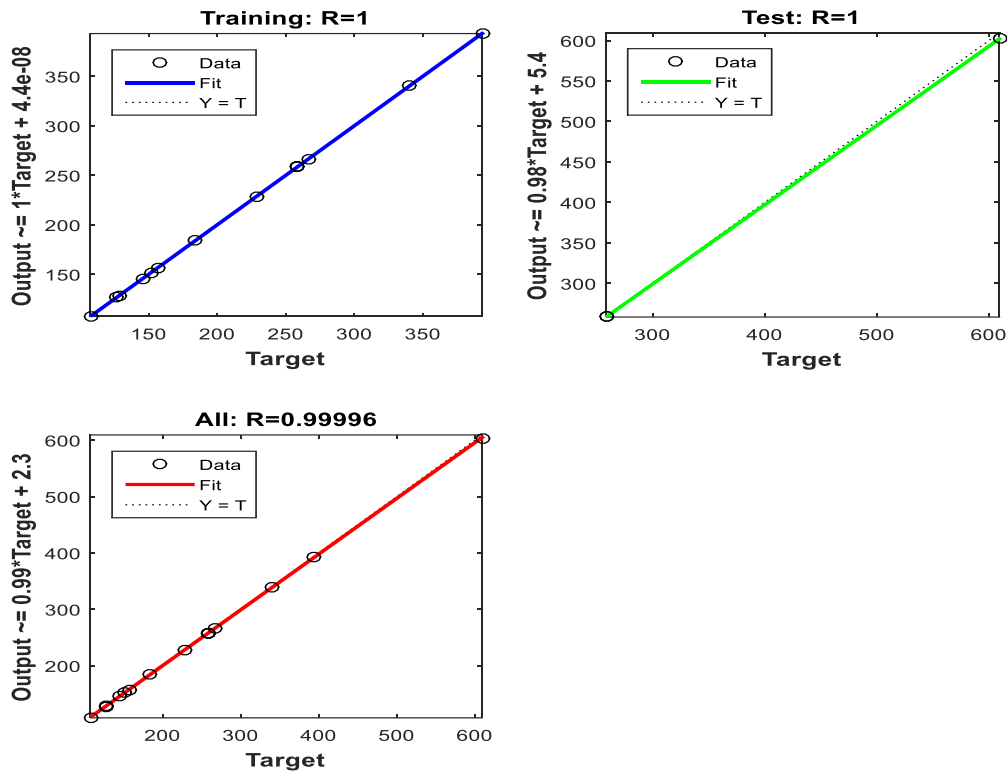 Training: R=1
Output ~= 1*Target + 4.4e-08
Data
Fit
Y = T
350
300
250
200
150
150 200 250 300 350
Target
Test: R=1
Output ~= 0.98*Target + 5.4
Data
Fit
Y = T
600
550
500
450
400
350
300
300 400 500 600
Target
All: R=0.99996
Output ~= 0.99*Target + 2.3
Data
Fit
Y = T
600
500
400
300
200
200 300 400 500 600
Target